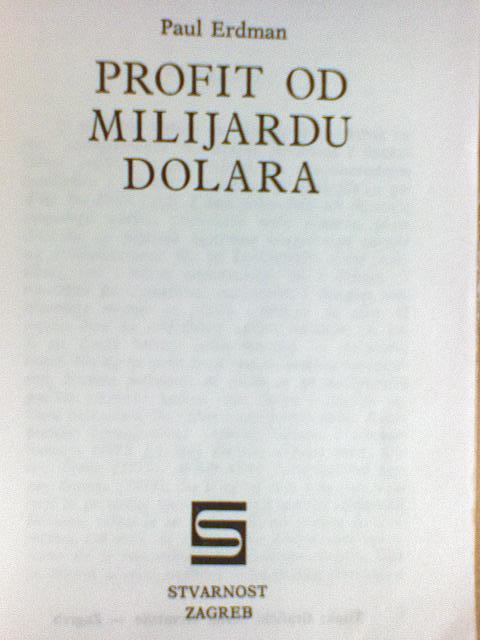 Paul Erdman
PROFIT OD
MILIJARDU
DOLARA
S
STVARNOST
ZAGREB